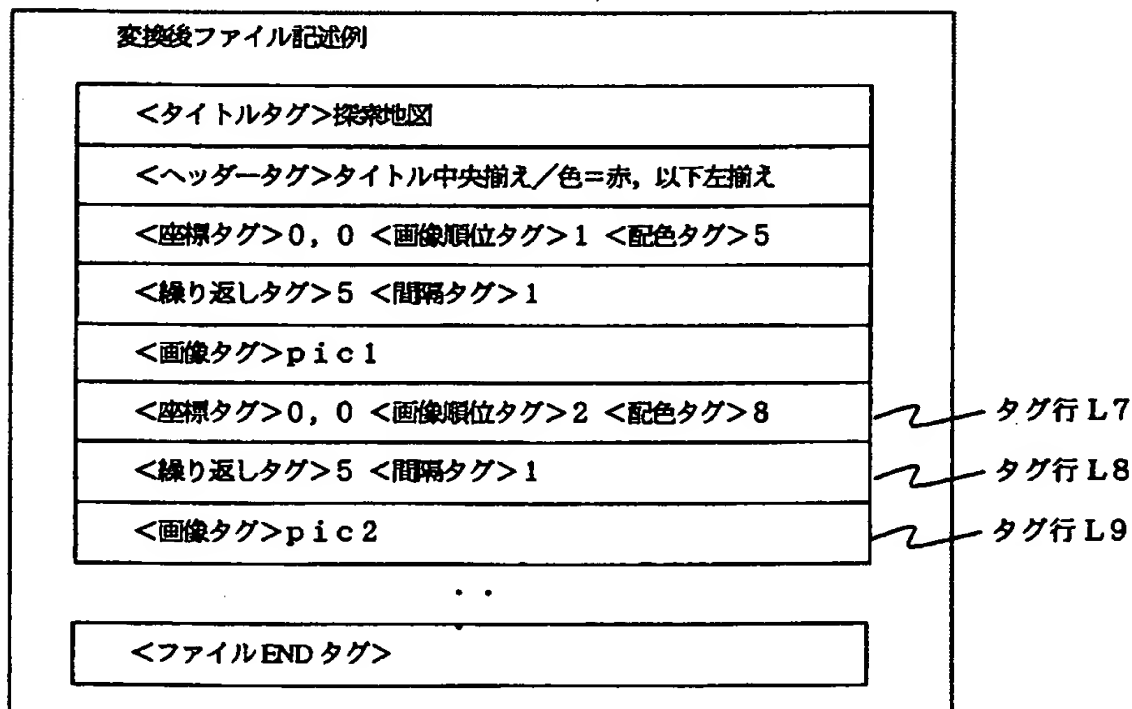 変換後ファイル記述例
<タイトルタグ>探索地図
<ヘッダータグ>タイトル中央揃え／色＝赤，以下左揃え
<座標タグ>０，０ <画像順位タグ>１ <配色タグ>５
<繰り返しタグ>５ <間隔タグ>１
<画像タグ>ｐｉｃ１
<座標タグ>０，０ <画像順位タグ>２ <配色タグ>８ タグ行Ｌ７
<繰り返しタグ>５ <間隔タグ>１ タグ行Ｌ８
<画像タグ>ｐｉｃ２ タグ行Ｌ９
<ファイルENDタグ>